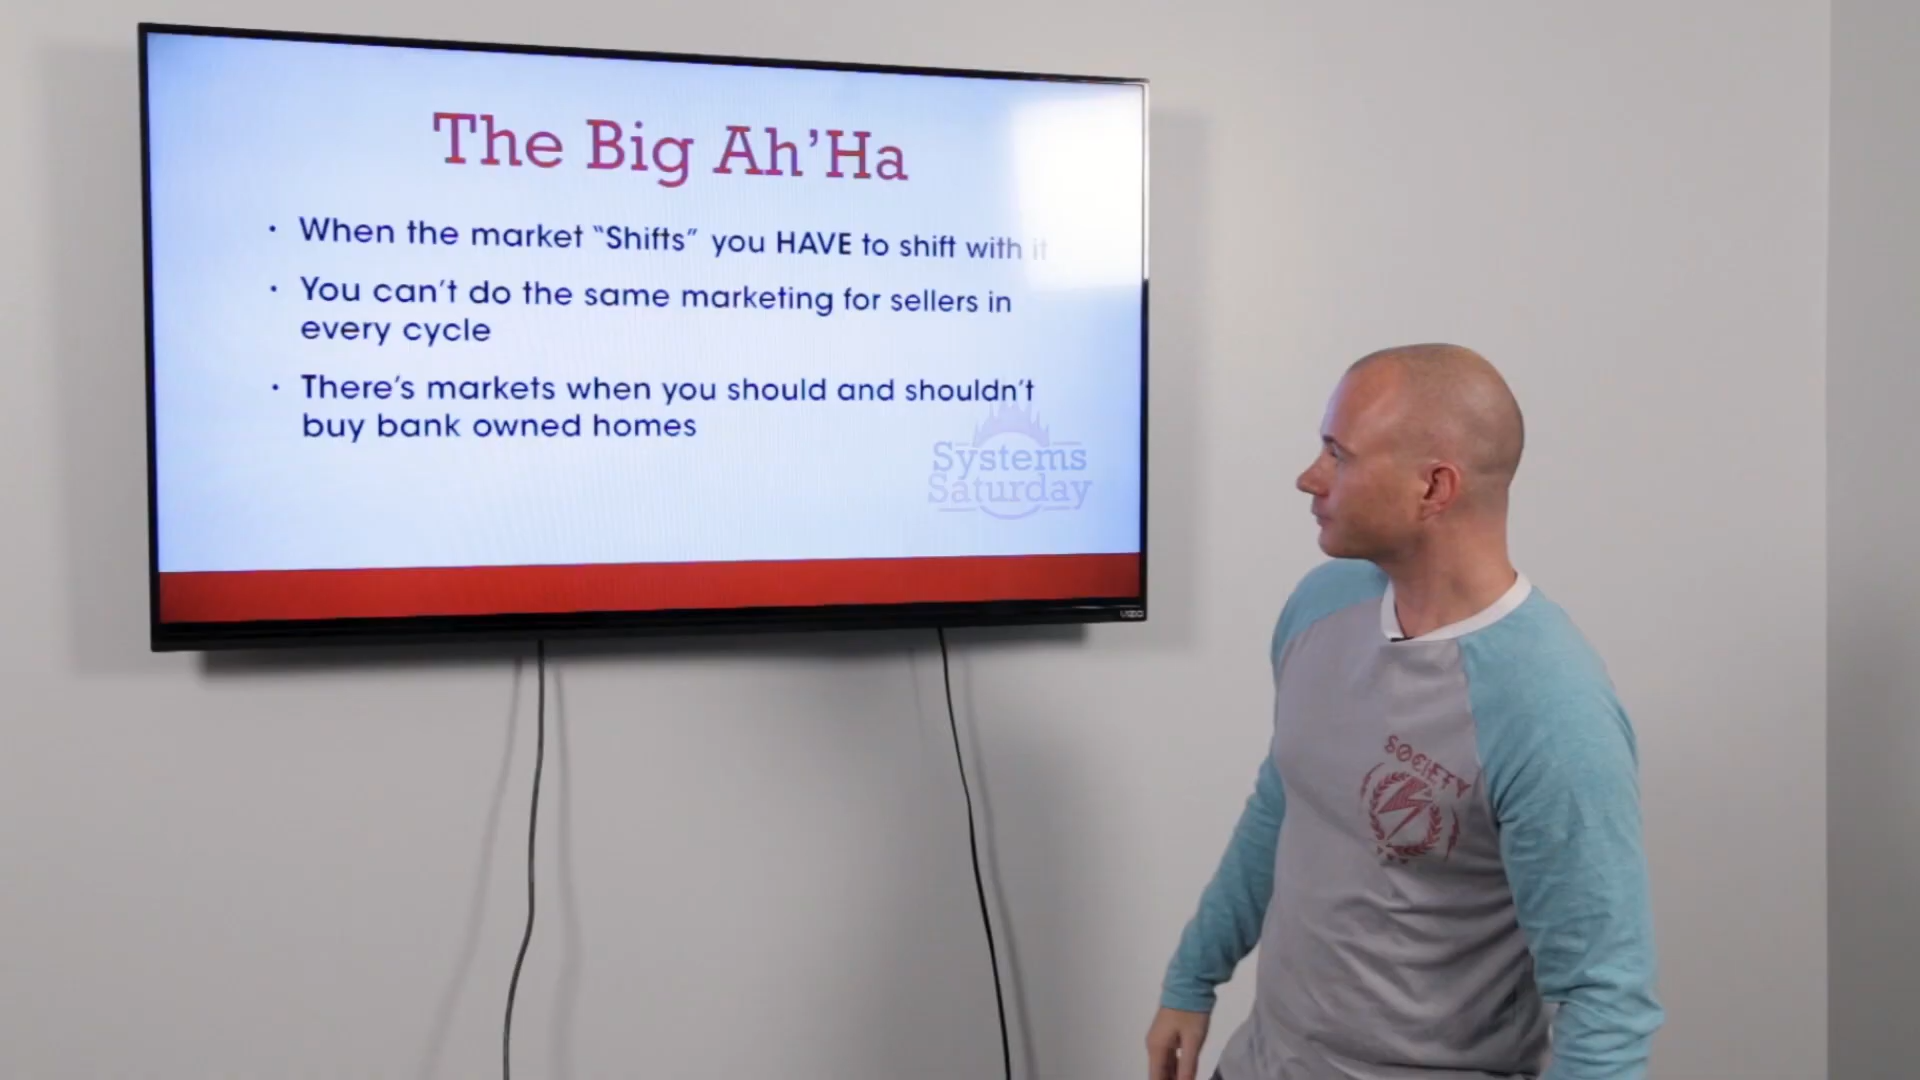 The Big Ah'Ha
• When the market "Shifts" you HAVE to shift with it
• You can't do the same marketing for sellers in
every cycle
• There's markets when you should and shouldn't
buy bank owned homes
Systems
Saturday
VIZIO
SOCIETY